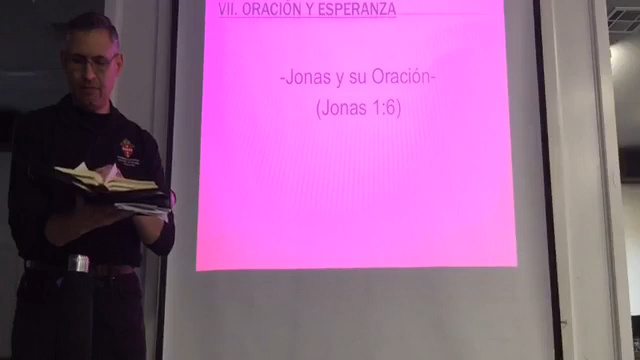 VII. ORACIÓN Y ESPERANZA
-Jonas y su Oración-
(Jonas 1:6)